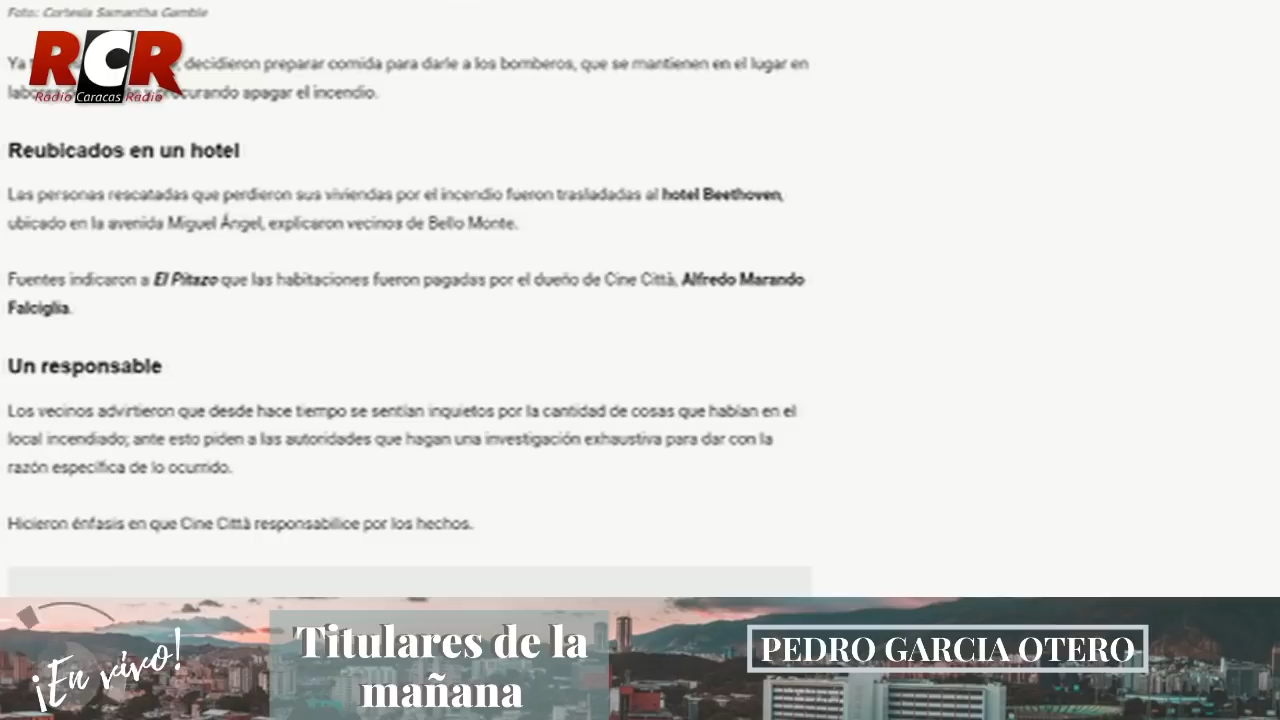 Foto: Cortesía Samantha Gamble
RCR
Radio Caracas Radio
Ya decidieron preparar comida para darle a los bomberos, que se mantienen en el lugar en
procurando apagar el incendio.
Reubicados en un hotel
Las personas rescatadas que perdieron sus viviendas por el incendio fueron trasladadas al hotel Beethoven,
ubicado en la avenida Miguel Ángel, explicaron vecinos de Bello Monte.
Fuentes indicaron a El Pitazo que las habitaciones fueron pagadas por el dueño de Cine Città, Alfredo Marando
Falciglia.
Un responsable
Los vecinos advirtieron que desde hace tiempo se sentían inquietos por la cantidad de cosas que habían en el
local incendiado; ante esto piden a las autoridades que hagan una investigación exhaustiva para dar con la
razón específica de lo ocurrido.
Hicieron énfasis en que Cine Città responsabilice por los hechos.
¡En vivo!
Titulares de la
mañana
PEDRO GARCIA OTERO